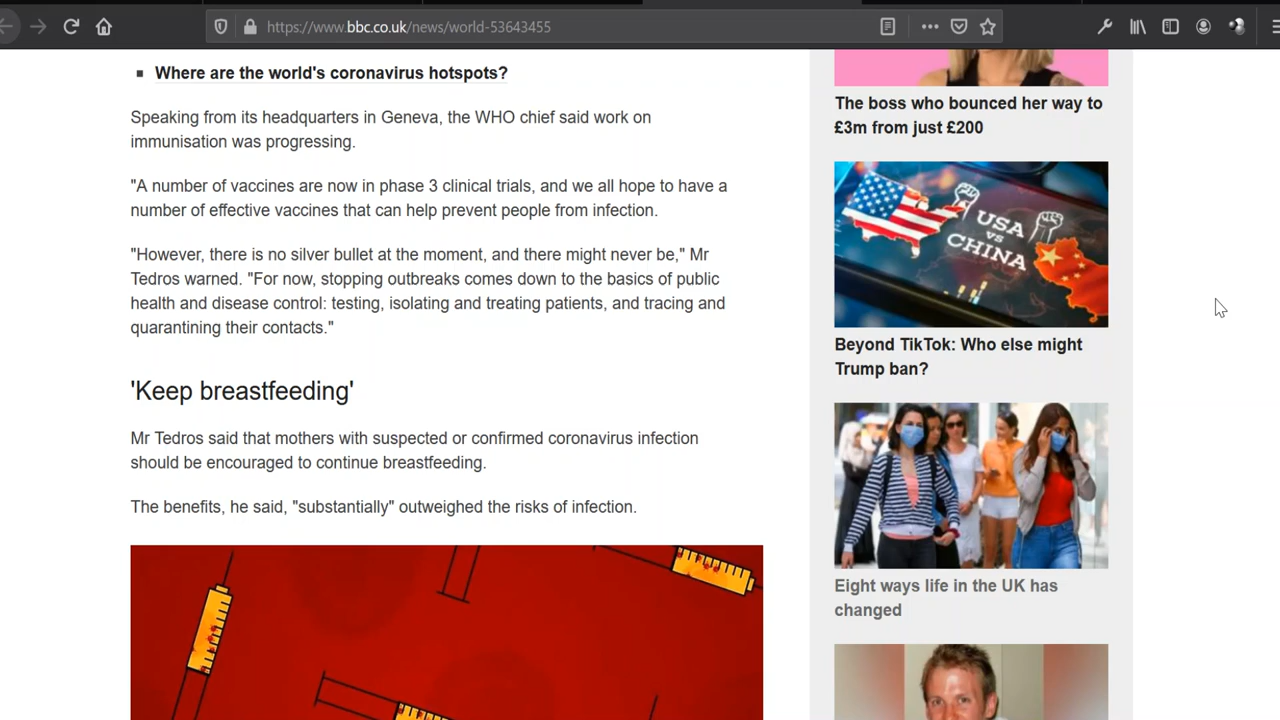 https://www.bbc.co.uk/news/world-53643455
Where are the world's coronavirus hotspots?
Speaking from its headquarters in Geneva, the WHO chief said work on
immunisation was progressing.
"A number of vaccines are now in phase 3 clinical trials, and we all hope to have a
number of effective vaccines that can help prevent people from infection.
"However, there is no silver bullet at the moment, and there might never be," Mr
Tedros warned. "For now, stopping outbreaks comes down to the basics of public
health and disease control: testing, isolating and treating patients, and tracing and
quarantining their contacts."
'Keep breastfeeding'
Mr Tedros said that mothers with suspected or confirmed coronavirus infection
should be encouraged to continue breastfeeding.
The benefits, he said, "substantially" outweighed the risks of infection.
The boss who bounced her way to
£3m from just £200
USA
VS
CHINA
Beyond TikTok: Who else might
Trump ban?
Eight ways life in the UK has
changed